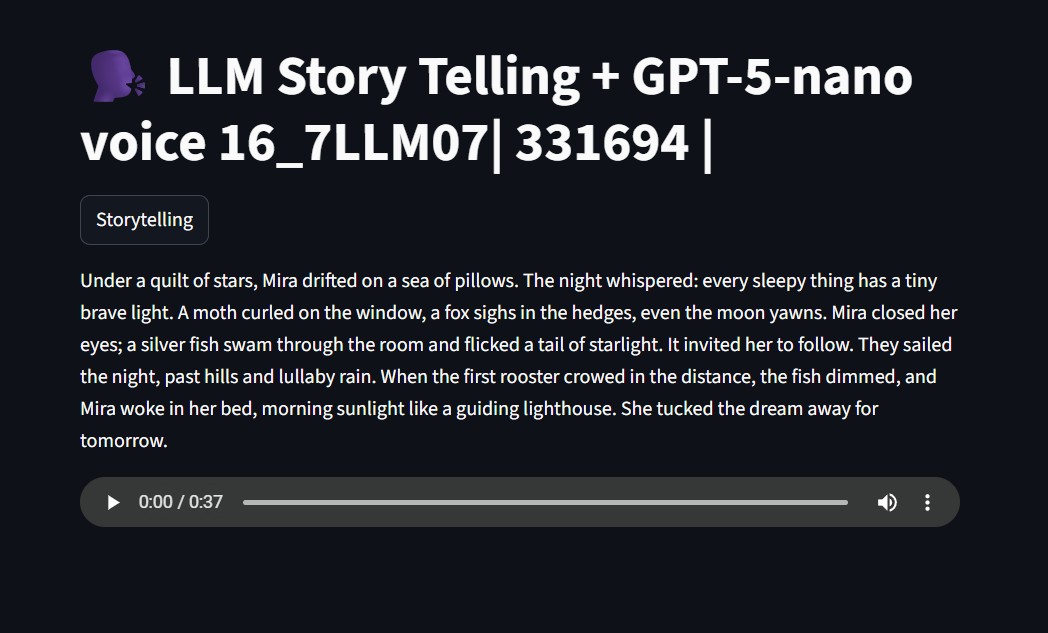 LLM Story Telling + GPT-5-nano
voice 16_7LLM07| 331694 |
Storytelling
Under a quilt of stars, Mira drifted on a sea of pillows. The night whispered: every sleepy thing has a tiny
brave light. A moth curled on the window, a fox sighs in the hedges, even the moon yawns. Mira closed her
eyes; a silver fish swam through the room and flicked a tail of starlight. It invited her to follow. They sailed
the night, past hills and lullaby rain. When the first rooster crowed in the distance, the fish dimmed, and
Mira woke in her bed, morning sunlight like a guiding lighthouse. She tucked the dream away for
tomorrow.
0:00 / 0:37